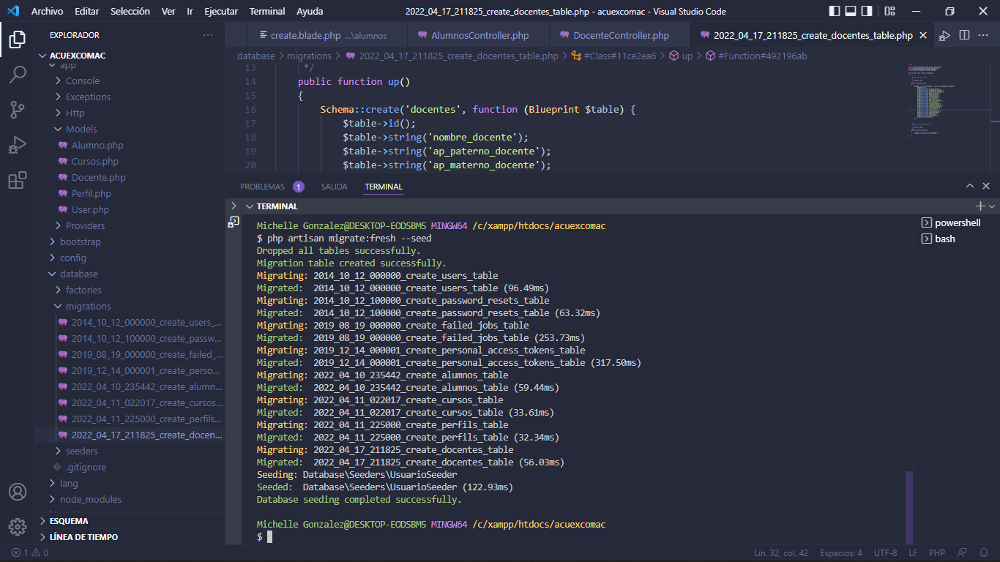 Archivo Editar Selección Ver Ir Ejecutar Terminal Ayuda 2022_04_17_211825_create_docentes_table.php - acuexcomac - Visual Studio Code
EXPLORADOR
ACUEXCOMAC
app
Console
Exceptions
Http
Models
Alumno.php
Cursos.php
Docente.php
Perfil.php
User.php
Providers
bootstrap
config
database
factories
migrations
2014_10_12_000000_create_users_...
2014_10_12_100000_create_passw...
2019_08_19_000000_create_failed_...
2019_12_14_000001_create_perso...
2022_04_10_235442_create_alumn...
2022_04_11_022017_create_cursos...
2022_04_11_225000_create_perfils...
2022_04_17_211825_create_docen...
seeders
.gitignore
lang
node_modules
ESQUEMA
LÍNEA DE TIEMPO
create.blade.php ...\alumnos AlumnosController.php DocenteController.php 2022_04_17_211825_create_docentes_table.php
database > migrations > 2022_04_17_211825_create_docentes_table.php > #Class#11ce2ea6 > up > #Function#492196ab
13 */
14 public function up()
15 {
16 Schema::create('docentes', function (Blueprint $table) {
17 $table->id();
18 $table->string('nombre_docente');
19 $table->string('ap_paterno_docente');
20 $table->string('ap_materno_docente');
PROBLEMAS 1 SALIDA TERMINAL
TERMINAL
powershell
bash
Michelle Gonzalez@DESKTOP-EODSBM5 MINGW64 /c/xampp/htdocs/acuexcomac
$ php artisan migrate:fresh --seed
Dropped all tables successfully.
Migration table created successfully.
Migrating: 2014_10_12_000000_create_users_table
Migrated: 2014_10_12_000000_create_users_table (96.49ms)
Migrating: 2014_10_12_100000_create_password_resets_table
Migrated: 2014_10_12_100000_create_password_resets_table (63.32ms)
Migrating: 2019_08_19_000000_create_failed_jobs_table
Migrated: 2019_08_19_000000_create_failed_jobs_table (253.73ms)
Migrating: 2019_12_14_000001_create_personal_access_tokens_table
Migrated: 2019_12_14_000001_create_personal_access_tokens_table (317.50ms)
Migrating: 2022_04_10_235442_create_alumnos_table
Migrated: 2022_04_10_235442_create_alumnos_table (59.44ms)
Migrating: 2022_04_11_022017_create_cursos_table
Migrated: 2022_04_11_022017_create_cursos_table (33.61ms)
Migrating: 2022_04_11_225000_create_perfils_table
Migrated: 2022_04_11_225000_create_perfils_table (32.34ms)
Migrating: 2022_04_17_211825_create_docentes_table
Migrated: 2022_04_17_211825_create_docentes_table (56.03ms)
Seeding: Database\Seeders\UsuarioSeeder
Seeded: Database\Seeders\UsuarioSeeder (122.93ms)
Database seeding completed successfully.
Michelle Gonzalez@DESKTOP-EODSBM5 MINGW64 /c/xampp/htdocs/acuexcomac
$
1 0 Lín. 32, col. 42 Espacios: 4 UTF-8 LF PHP